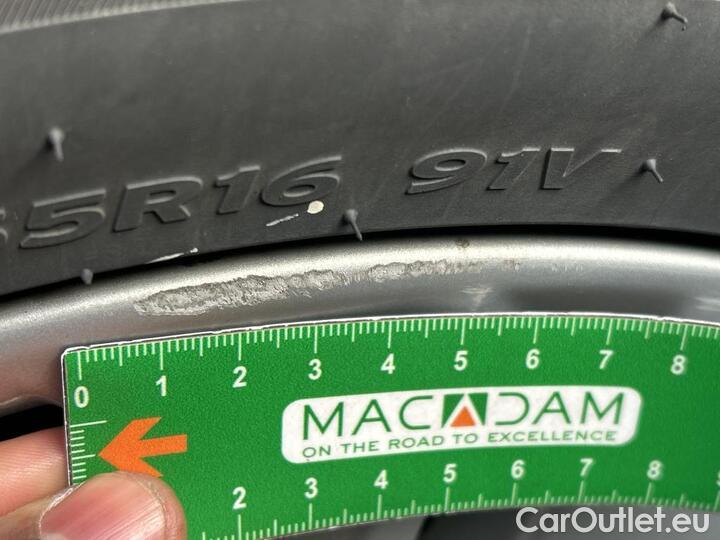 55R16 91V
0 1 2 3 4 5 6 7 8
MACADAM
ON THE ROAD TO EXCELLENCE
2 3 4 5 6 7 8
CarOutlet.eu